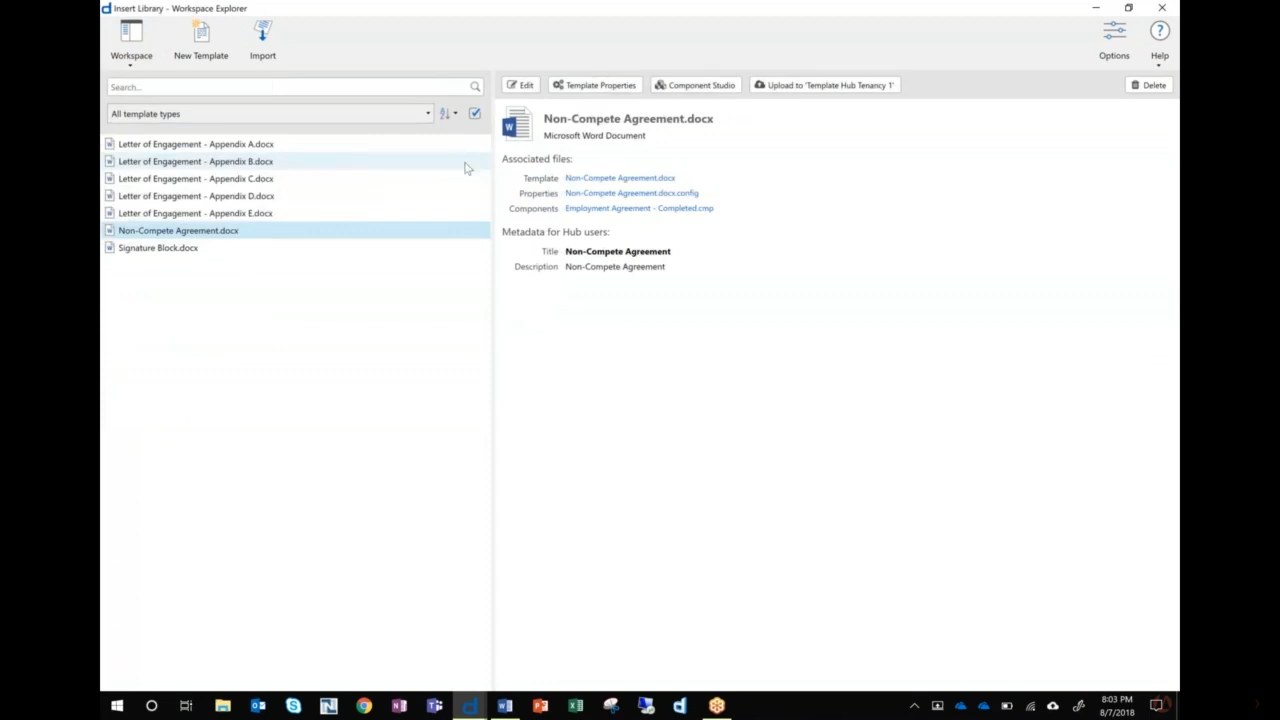 Insert Library - Workspace Explorer
Workspace
New Template
Import
Options
Help
Search...
All template types
Letter of Engagement - Appendix A.docx
Letter of Engagement - Appendix B.docx
Letter of Engagement - Appendix C.docx
Letter of Engagement - Appendix D.docx
Letter of Engagement - Appendix E.docx
Non-Compete Agreement.docx
Signature Block.docx
Edit
Template Properties
Component Studio
Upload to 'Template Hub Tenancy 1'
Delete
Non-Compete Agreement.docx
Microsoft Word Document
Associated files:
Template Non-Compete Agreement.docx
Properties Non-Compete Agreement.docx.config
Components Employment Agreement - Completed.cmp
Metadata for Hub users:
Title Non-Compete Agreement
Description Non-Compete Agreement
8:03 PM
8/7/2018